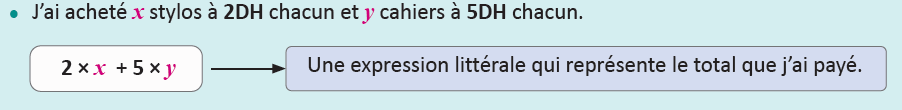 • J’ai acheté x stylos à 2DH chacun et y cahiers à 5DH chacun.
2 × x + 5 × y → Une expression littérale qui représente le total que j’ai payé.